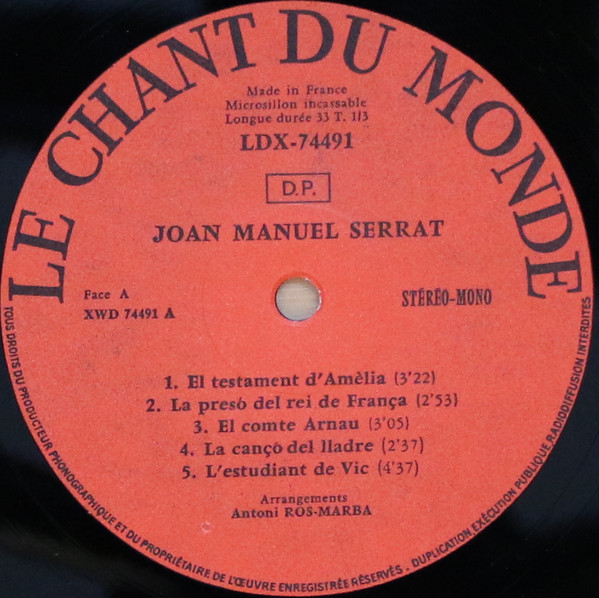 LE CHANT DU MONDE
Made in France
Microsillon incassable
Longue durée 33 T. 1/3
LDX-74491
D.P.
JOAN MANUEL SERRAT
Face A
XWD 74491 A
STÉRÉO-MONO
1. El testament d'Amèlia (3'22)
2. La presó del rei de França (2'53)
3. El comte Arnau (3'05)
4. La cançó del lladre (2'37)
5. L'estudiant de Vic (4'37)
Arrangements
Antoni ROS-MARBA
TOUS DROITS DU PRODUCTEUR PHONOGRAPHIQUE ET DU PROPRIÉTAIRE DE L'ŒUVRE ENREGISTRÉE RÉSERVÉS. DUPLICATION EXÉCUTION PUBLIQUE RADIODIFFUSION INTERDITES